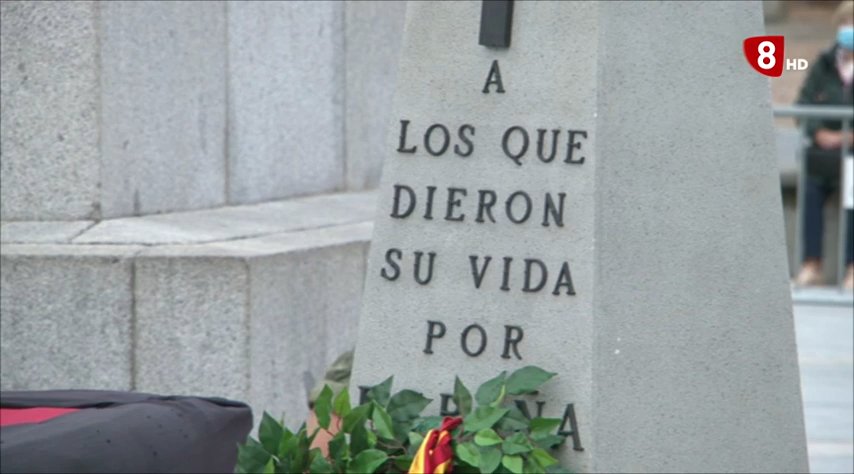 8 HD
A
LOS QUE
DIERON
SU VIDA
POR